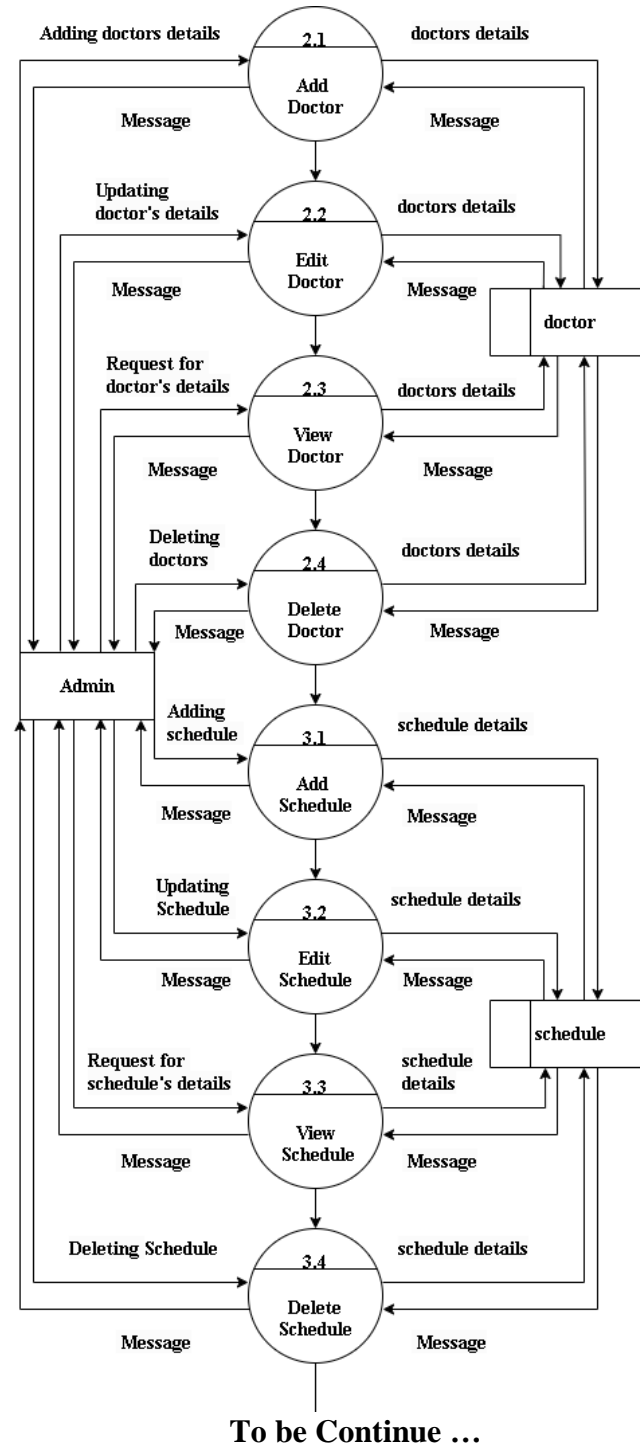 Adding doctors details
2.1
doctors details
Add
Doctor
Message
Message
Updating
doctor's details
2.2
doctors details
Edit
Doctor
Message
Message
doctor
Request for
doctor's details
2.3
doctors details
View
Doctor
Message
Message
Deleting
doctors
2.4
doctors details
Delete
Doctor
Message
Message
Admin
Adding
schedule
3.1
schedule details
Add
Schedule
Message
Message
Updating
Schedule
3.2
schedule details
Edit
Schedule
Message
Message
schedule
Request for
schedule's details
3.3
schedule
details
View
Schedule
Message
Message
Deleting Schedule
3.4
schedule details
Delete
Schedule
Message
Message
To be Continue …